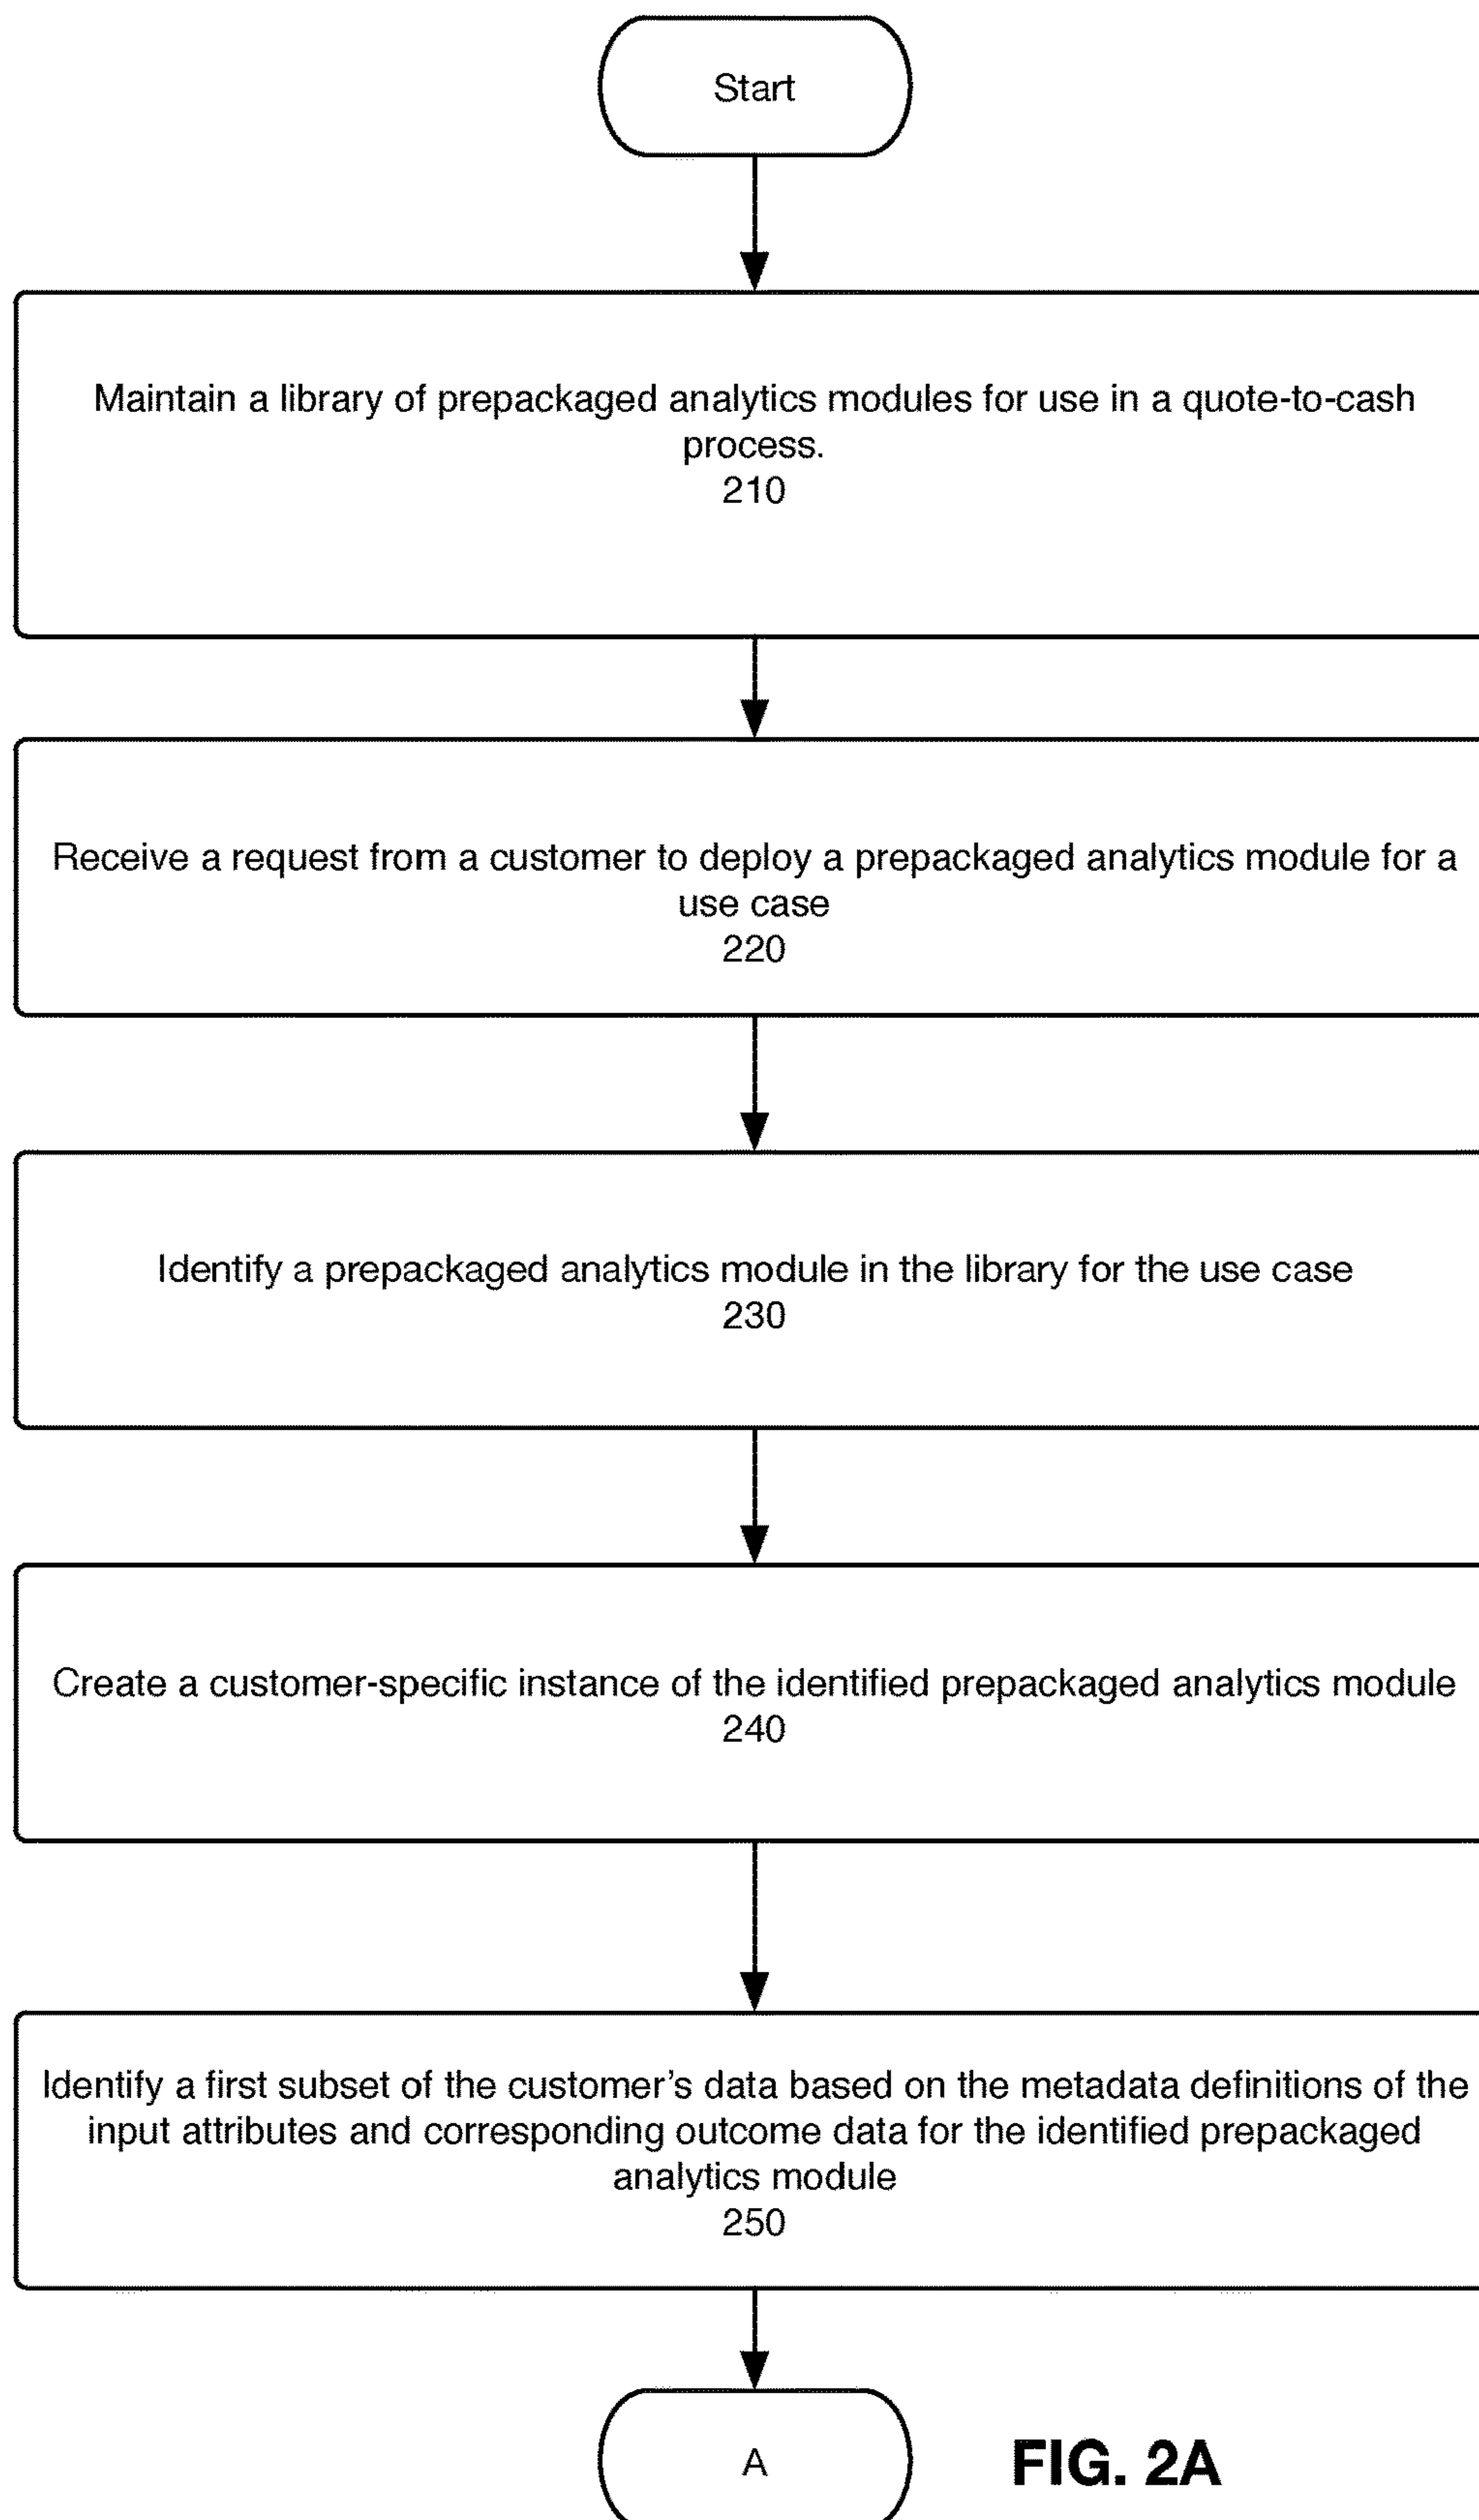 Start
Maintain a library of prepackaged analytics modules for use in a quote-to-cash
process.
210
Receive a request from a customer to deploy a prepackaged analytics module for a
use case
220
Identify a prepackaged analytics module in the library for the use case
230
Create a customer-specific instance of the identified prepackaged analytics module
240
Identify a first subset of the customer’s data based on the metadata definitions of the
input attributes and corresponding outcome data for the identified prepackaged
analytics module
250
A
FIG. 2A